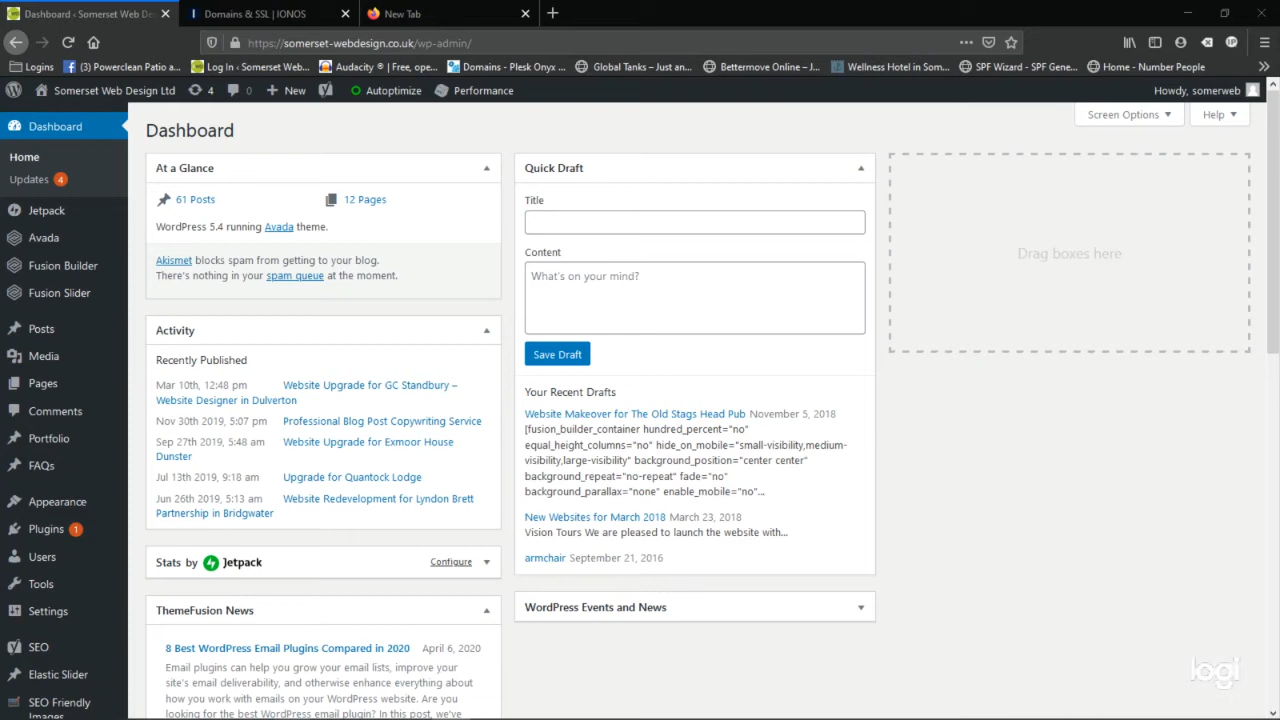 Dashboard ‹ Somerset Web De
Domains & SSL | IONOS
New Tab
https://somerset-webdesign.co.uk/wp-admin/
Logins
(3) Powerclean Patio a...
Log In ‹ Somerset Web...
Audacity ® | Free, ope...
Domains - Plesk Onyx ...
Global Tanks – Just an...
Bettermove Online – J...
Wellness Hotel in Som...
SPF Wizard - SPF Gene...
Home - Number People
Somerset Web Design Ltd
4
0
New
Autoptimize
Performance
Howdy, somerweb
Screen Options
Help
Dashboard
Home
Updates 4
Jetpack
Avada
Fusion Builder
Fusion Slider
Posts
Media
Pages
Comments
Portfolio
FAQs
Appearance
Plugins 1
Users
Tools
Settings
SEO
Elastic Slider
SEO Friendly
Images
Dashboard
At a Glance
61 Posts
12 Pages
WordPress 5.4 running Avada theme.
Akismet blocks spam from getting to your blog.
There's nothing in your spam queue at the moment.
Activity
Recently Published
Mar 10th, 12:48 pm Website Upgrade for GC Standbury –
Website Designer in Dulverton
Nov 30th 2019, 5:07 pm Professional Blog Post Copywriting Service
Sep 27th 2019, 5:48 am Website Upgrade for Exmoor House
Dunster
Jul 13th 2019, 9:18 am Upgrade for Quantock Lodge
Jun 26th 2019, 5:13 am Website Redevelopment for Lyndon Brett
Partnership in Bridgwater
Stats by Jetpack Configure
ThemeFusion News
8 Best WordPress Email Plugins Compared in 2020 April 6, 2020
Email plugins can help you grow your email lists, improve your
site's email deliverability, and otherwise enhance everything about
how you work with emails on your WordPress website. Are you
looking for the best WordPress email plugin? In this post, we've
Quick Draft
Title
Content
What's on your mind?
Save Draft
Your Recent Drafts
Website Makeover for The Old Stags Head Pub November 5, 2018
[fusion_builder_container hundred_percent="no"
equal_height_columns="no" hide_on_mobile="small-visibility,medium-
visibility,large-visibility" background_position="center center"
background_repeat="no-repeat" fade="no"
background_parallax="none" enable_mobile="no"...
New Websites for March 2018 March 23, 2018
Vision Tours We are pleased to launch the website with...
armchair September 21, 2016
WordPress Events and News
Drag boxes here
logi